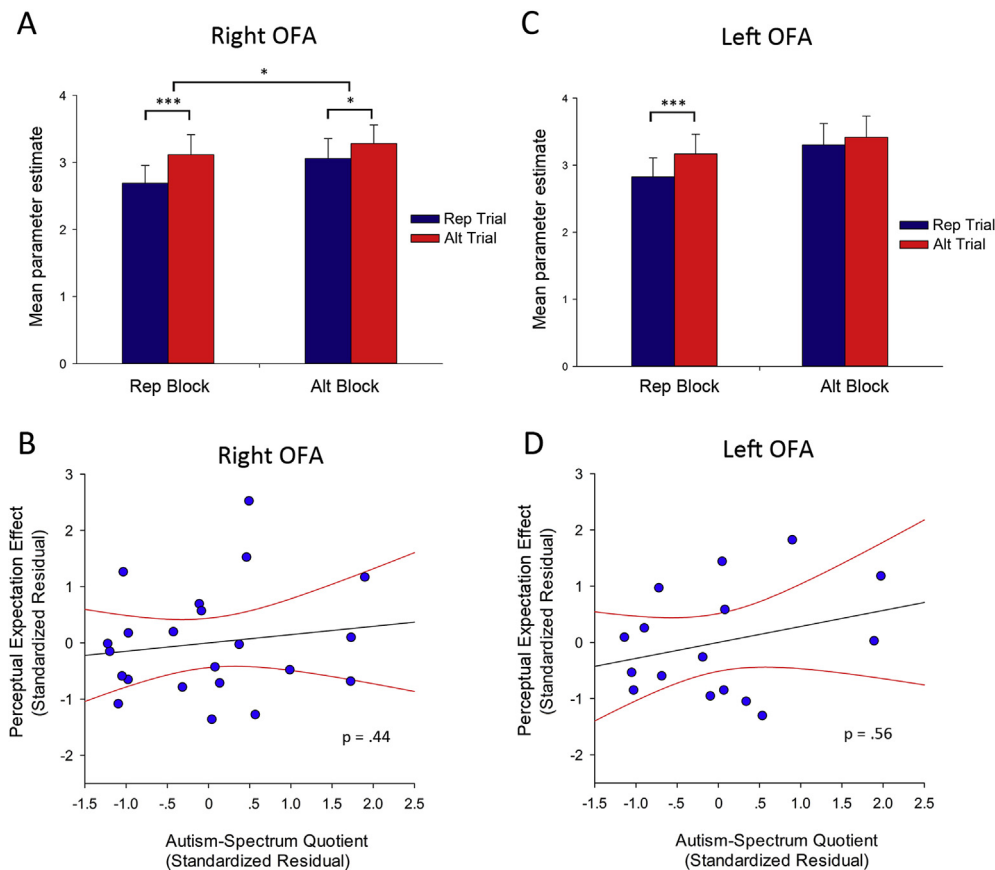 A
Right OFA
*
***
*
4
3
2
1
0
Mean parameter estimate
Rep Block
Alt Block
Rep Trial
Alt Trial
C
Left OFA
***
4
3
2
1
0
Mean parameter estimate
Rep Block
Alt Block
Rep Trial
Alt Trial
B
Right OFA
3
2
1
0
-1
-2
Perceptual Expectation Effect
(Standardized Residual)
p = .44
-1.5 -1.0 -.5 0 .5 1.0 1.5 2.0 2.5
Autism-Spectrum Quotient
(Standardized Residual)
D
Left OFA
3
2
1
0
-1
-2
Perceptual Expectation Effect
(Standardized Residual)
p = .56
-1.5 -1.0 -.5 0 .5 1.0 1.5 2.0 2.5
Autism-Spectrum Quotient
(Standardized Residual)